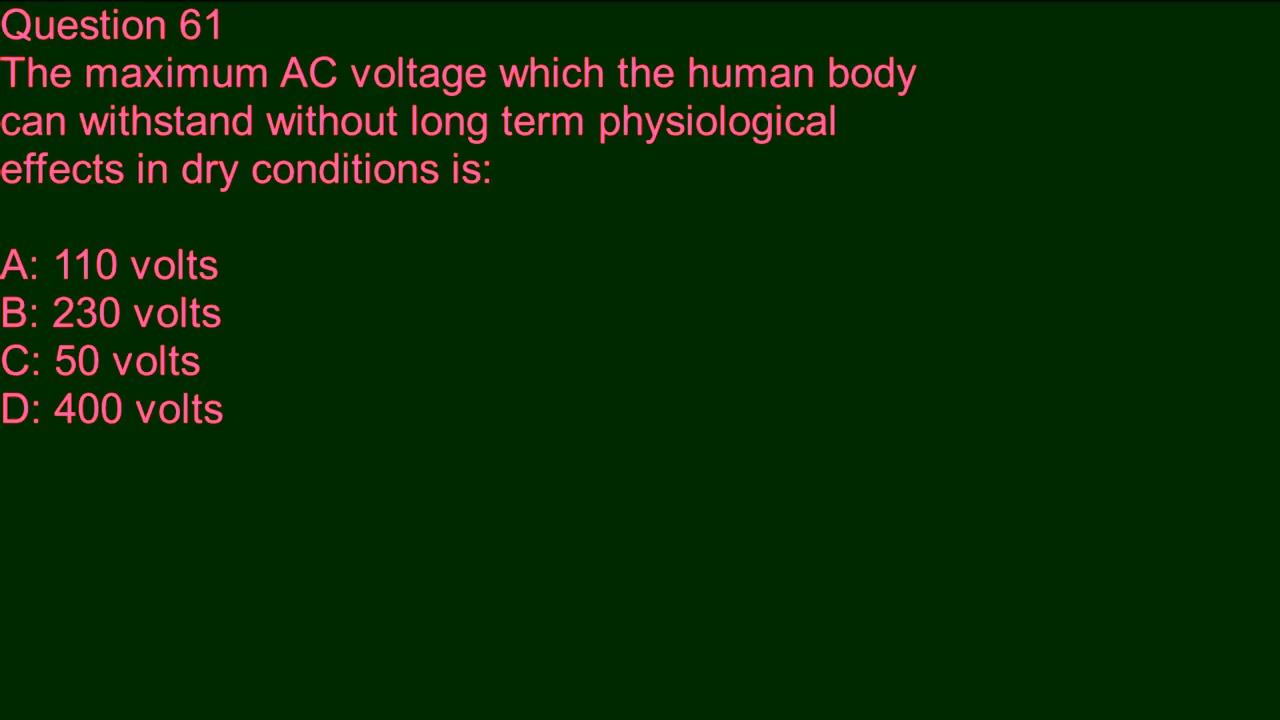 Question 61
The maximum AC voltage which the human body
can withstand without long term physiological
effects in dry conditions is:
A: 110 volts
B: 230 volts
C: 50 volts
D: 400 volts